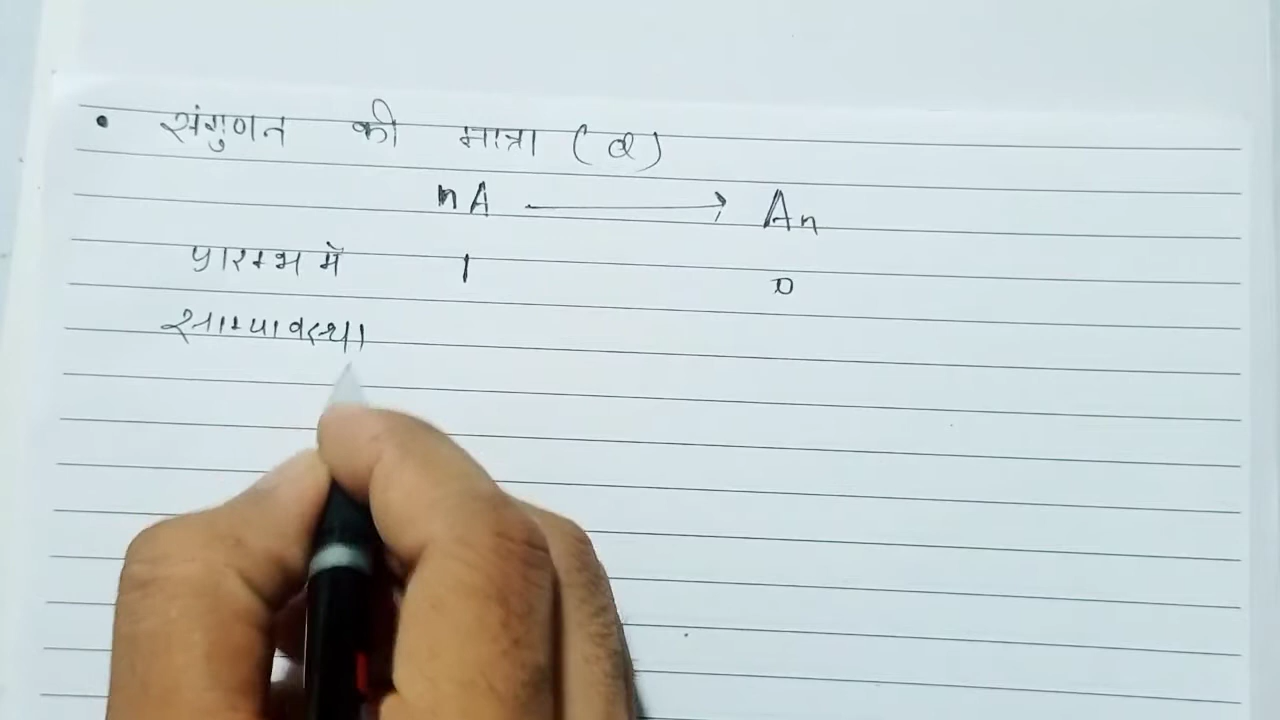 • संगुणन की मात्रा (α)
nA ⟶ An
प्रारम्भ में 1 0
साम्यावस्था